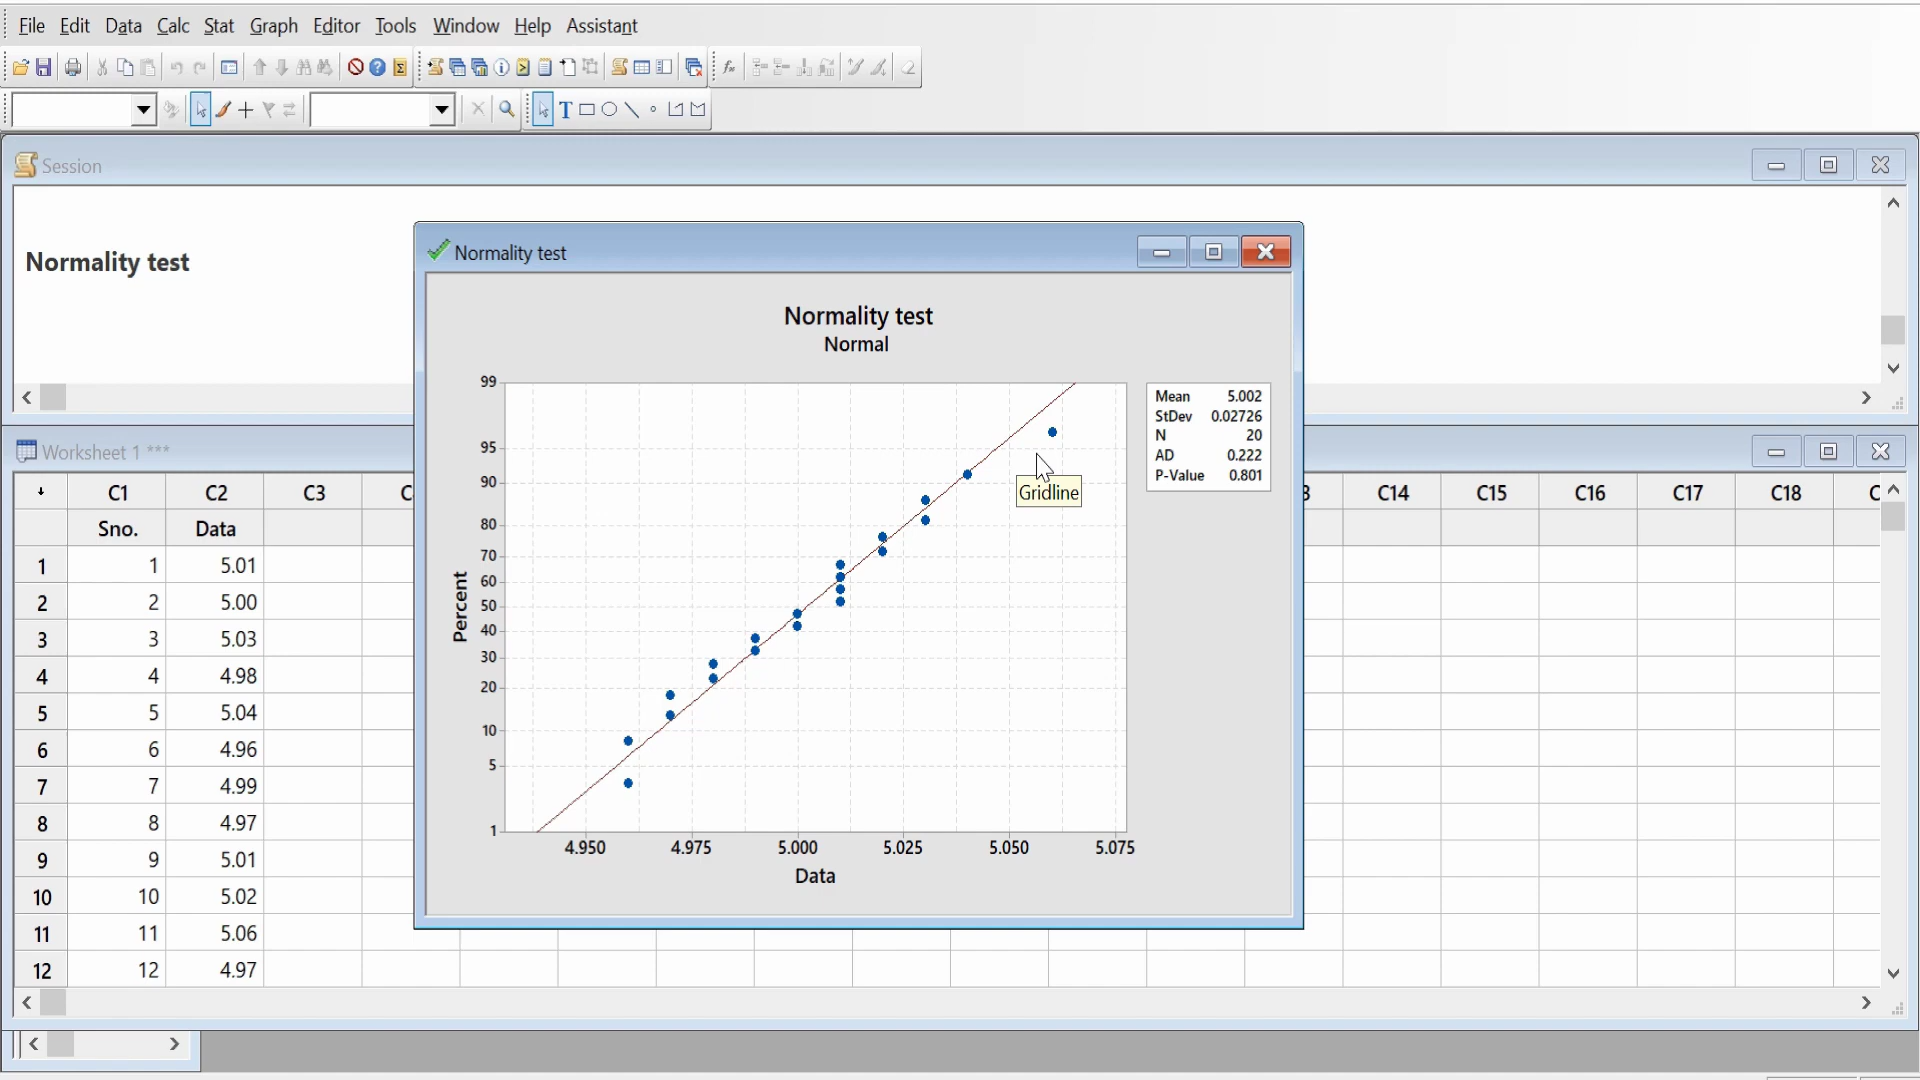 File Edit Data Calc Stat Graph Editor Tools Window Help Assistant
Session
Normality test
Normality test
Normality test
Normal
99
95
90
80
70
60
50
40
30
20
10
5
1
Percent
4.950 4.975 5.000 5.025 5.050 5.075
Data
Mean 5.002
StDev 0.02726
N 20
AD 0.222
P-Value 0.801
Gridline
Worksheet 1 ***
C1 C2 C3 C14 C15 C16 C17 C18
Sno. Data
1 1 5.01
2 2 5.00
3 3 5.03
4 4 4.98
5 5 5.04
6 6 4.96
7 7 4.99
8 8 4.97
9 9 5.01
10 10 5.02
11 11 5.06
12 12 4.97